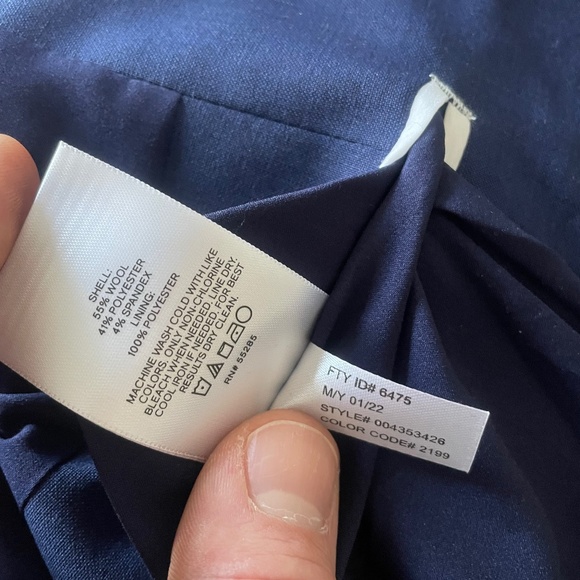 SHELL:
55% WOOL
41% POLYESTER
4% SPANDEX
LINING:
100% POLYESTER
MACHINE WASH COLD WITH LIKE
COLORS, ONLY NON-CHLORINE
BLEACH WHEN NEEDED, LINE DRY.
COOL IRON IF NEEDED. FOR BEST
RESULTS DRY CLEAN.
RN# 55285
FTY ID# 6475
M/Y 01/22
STYLE# 004353426
COLOR CODE# 2199